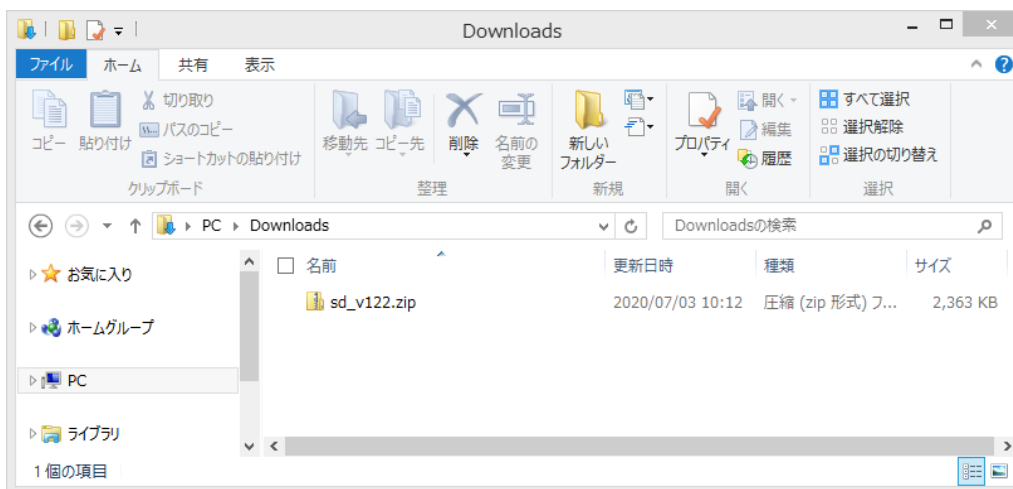 Downloads
ファイル ホーム 共有 表示
コピー
貼り付け
切り取り
パスのコピー
ショートカットの貼り付け
クリップボード
移動先
コピー先
削除
名前の
変更
整理
新しい
フォルダー
新規
プロパティ
開く
編集
履歴
開く
すべて選択
選択解除
選択の切り替え
選択
PC Downloads
Downloadsの検索
お気に入り
ホームグループ
PC
ライブラリ
名前 更新日時 種類 サイズ
sd_v122.zip 2020/07/03 10:12 圧縮 (zip 形式) フ... 2,363 KB
1 個の項目